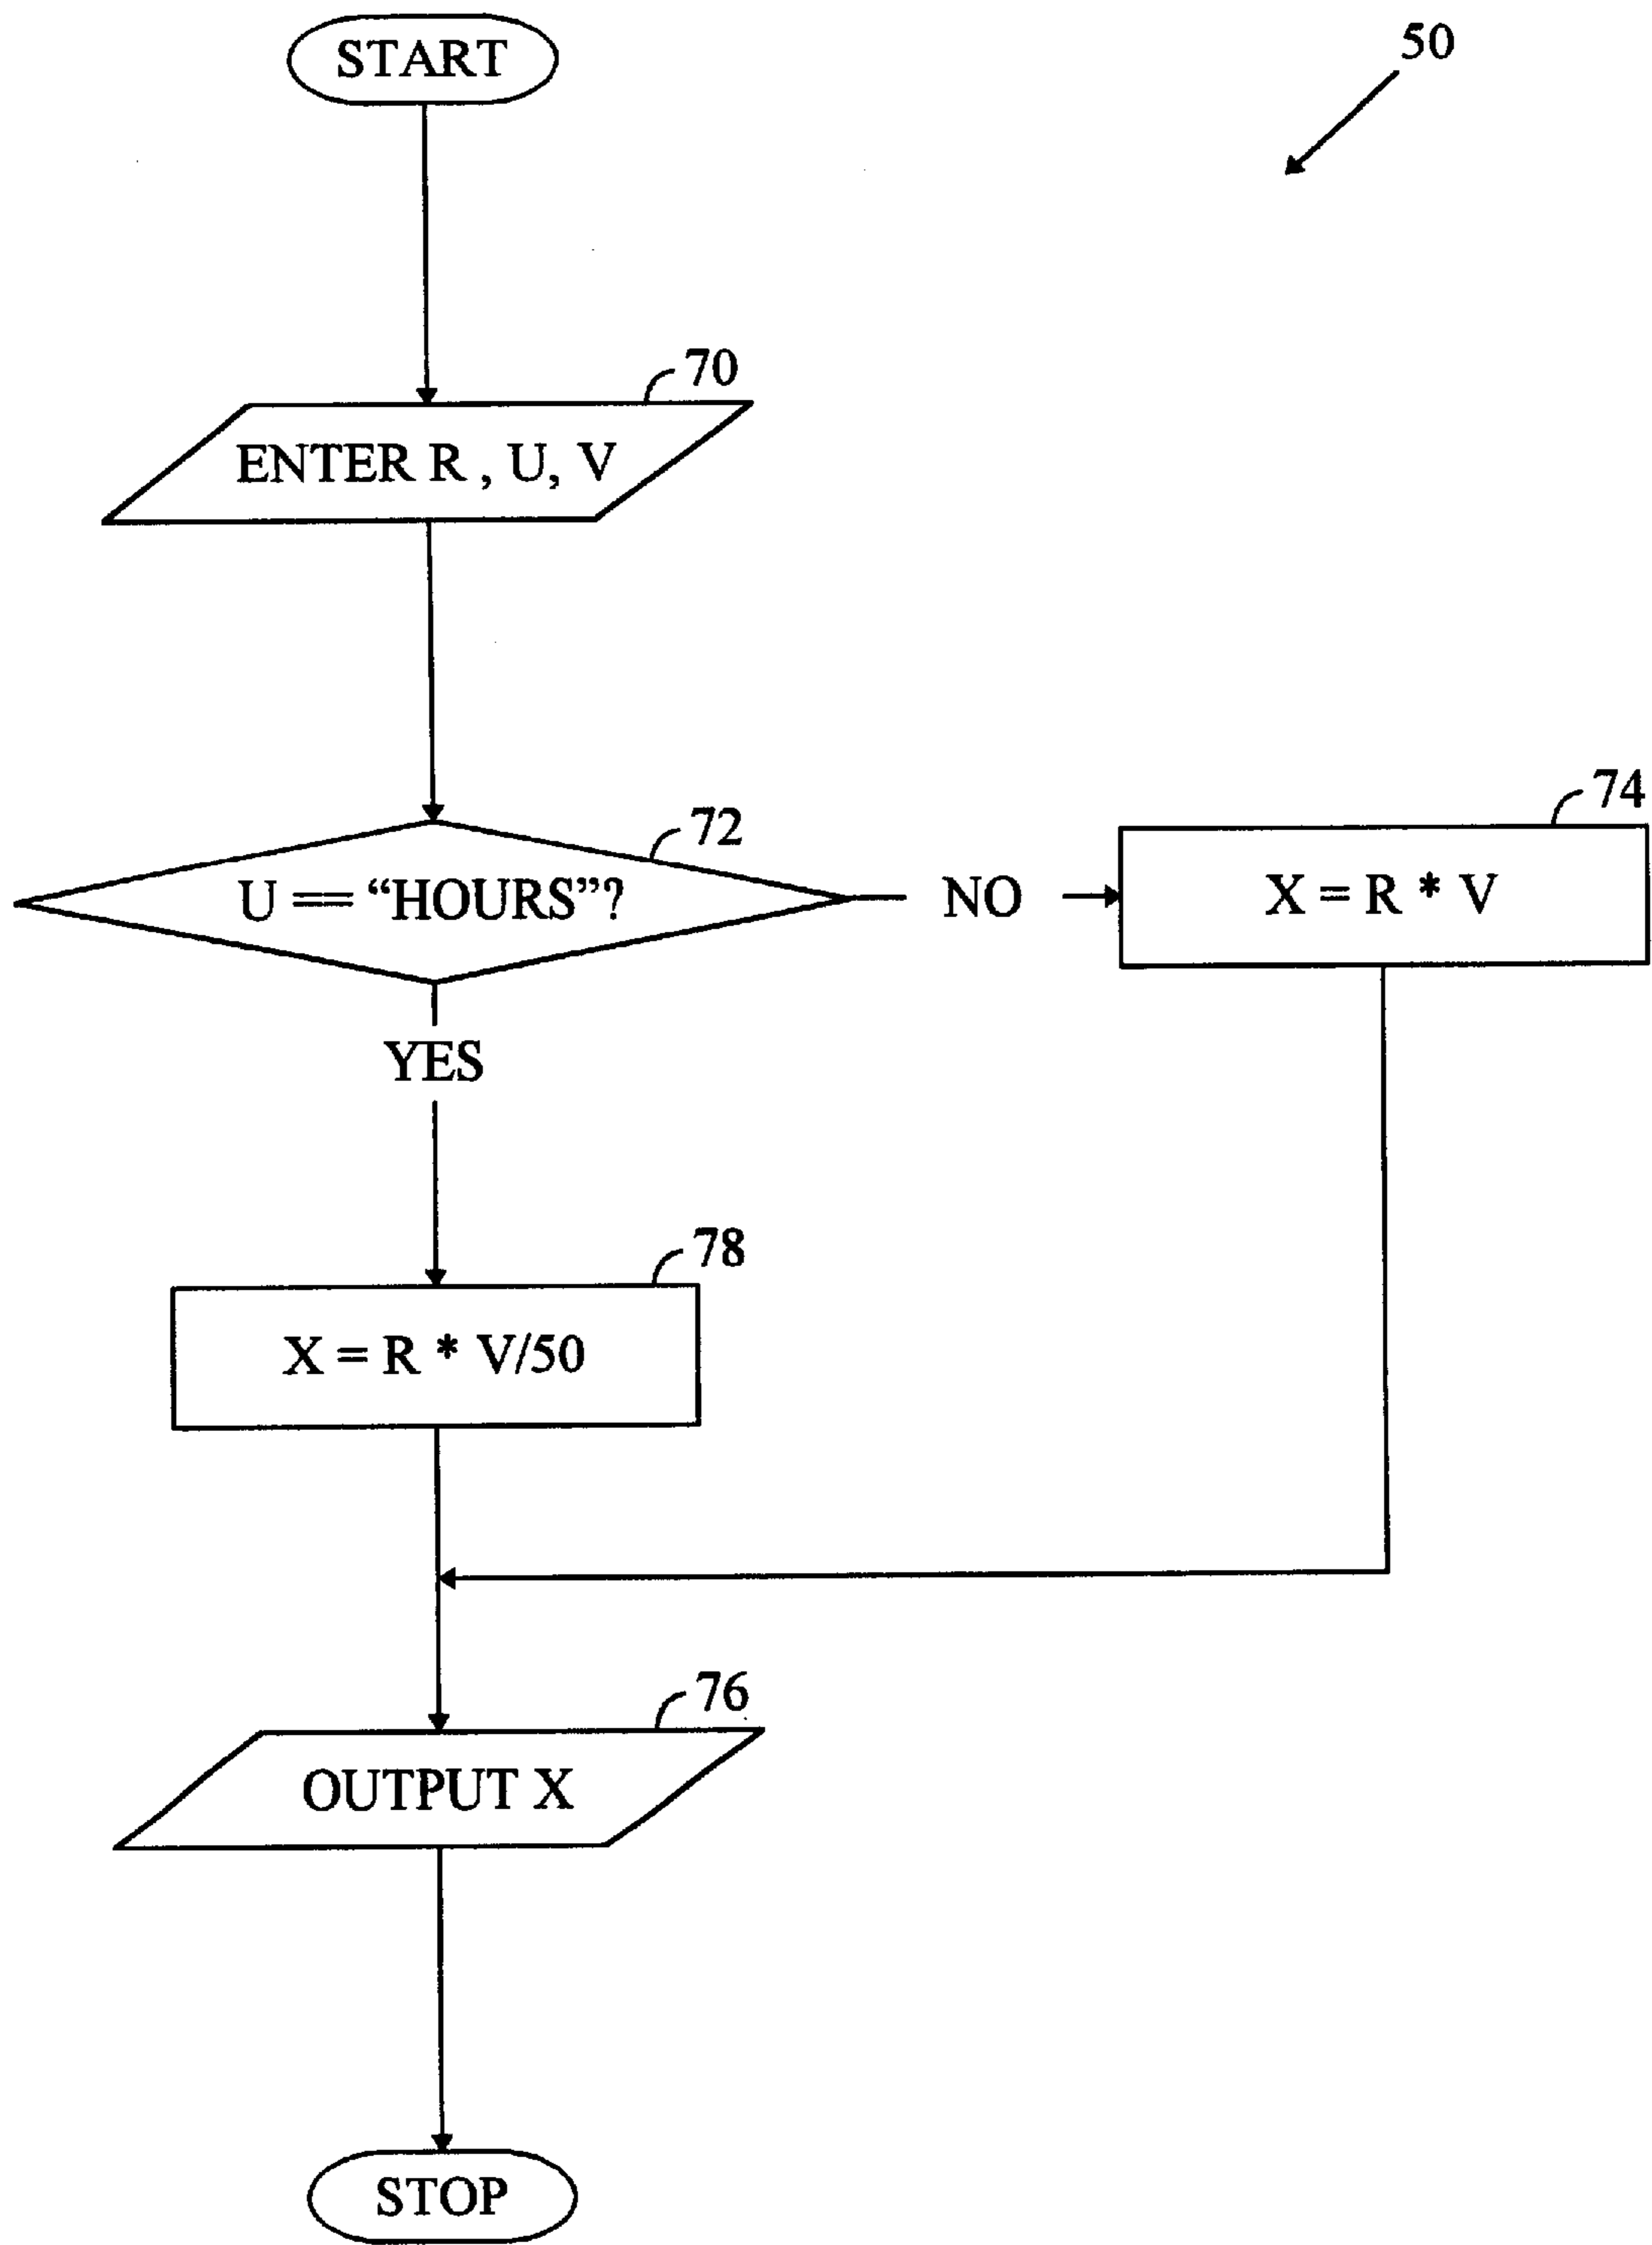 START
50
70
ENTER R , U, V
72
U == “HOURS”?
NO
74
X = R * V
YES
78
X = R * V/50
76
OUTPUT X
STOP